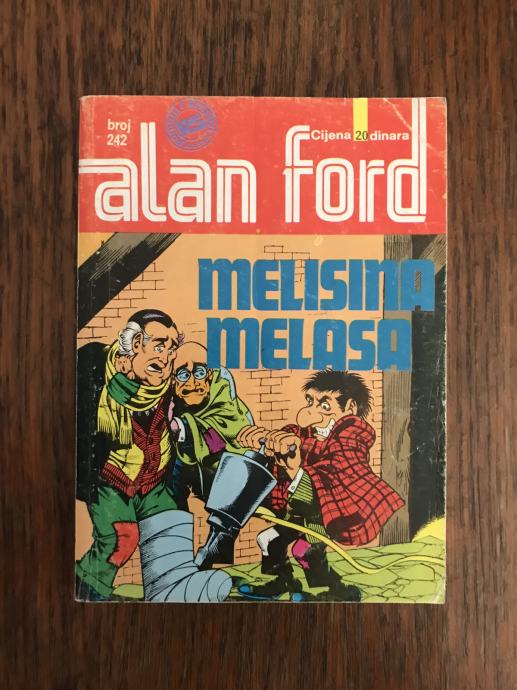 broj
242
Cijena 20 dinara
alan ford
MELISINA
MELASA